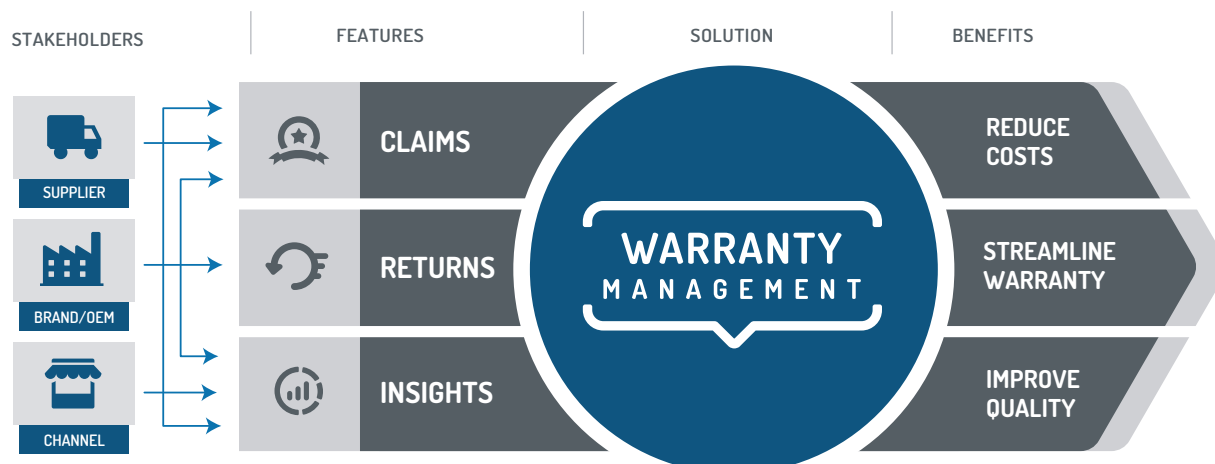 STAKEHOLDERS
FEATURES
SOLUTION
BENEFITS
SUPPLIER
BRAND/OEM
CHANNEL
CLAIMS
RETURNS
INSIGHTS
WARRANTY
MANAGEMENT
REDUCE
COSTS
STREAMLINE
WARRANTY
IMPROVE
QUALITY